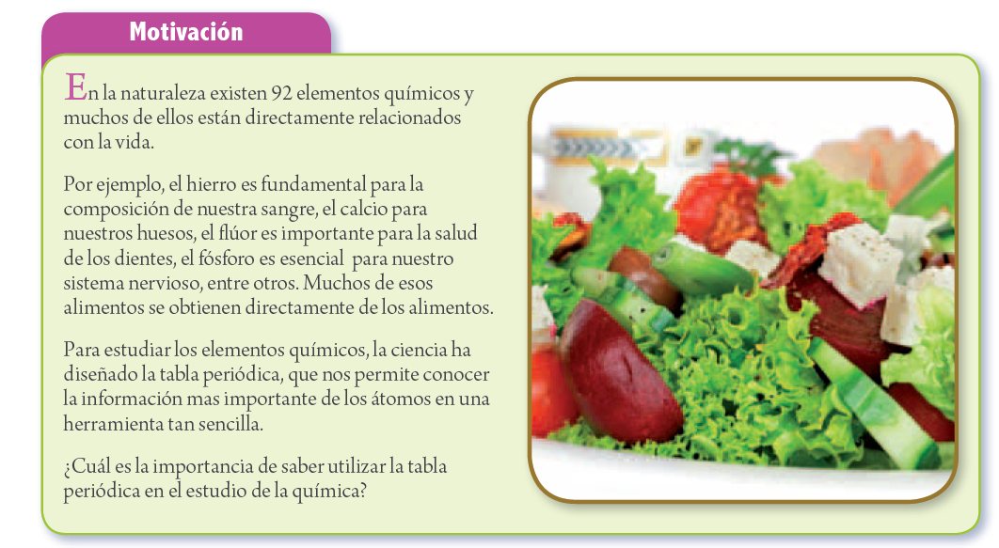 Motivación
En la naturaleza existen 92 elementos químicos y
muchos de ellos están directamente relacionados
con la vida.
Por ejemplo, el hierro es fundamental para la
composición de nuestra sangre, el calcio para
nuestros huesos, el flúor es importante para la salud
de los dientes, el fósforo es esencial para nuestro
sistema nervioso, entre otros. Muchos de esos
alimentos se obtienen directamente de los alimentos.
Para estudiar los elementos químicos, la ciencia ha
diseñado la tabla periódica, que nos permite conocer
la información mas importante de los átomos en una
herramienta tan sencilla.
¿Cuál es la importancia de saber utilizar la tabla
periódica en el estudio de la química?